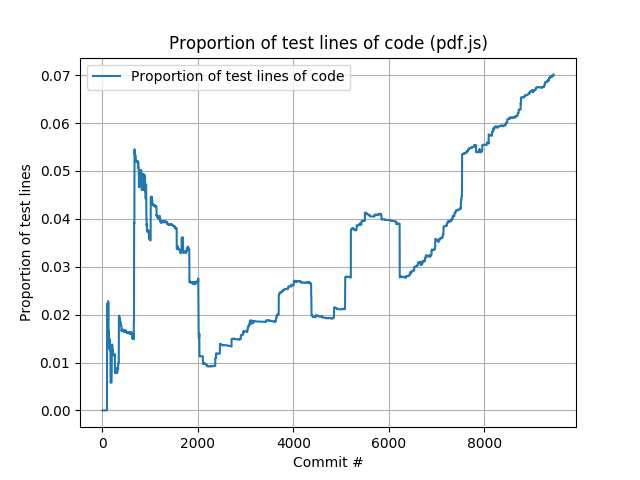 Proportion of test lines of code (pdf.js)
Proportion of test lines of code
0.07
0.06
0.05
0.04
0.03
0.02
0.01
0.00
Proportion of test lines
0 2000 4000 6000 8000
Commit #